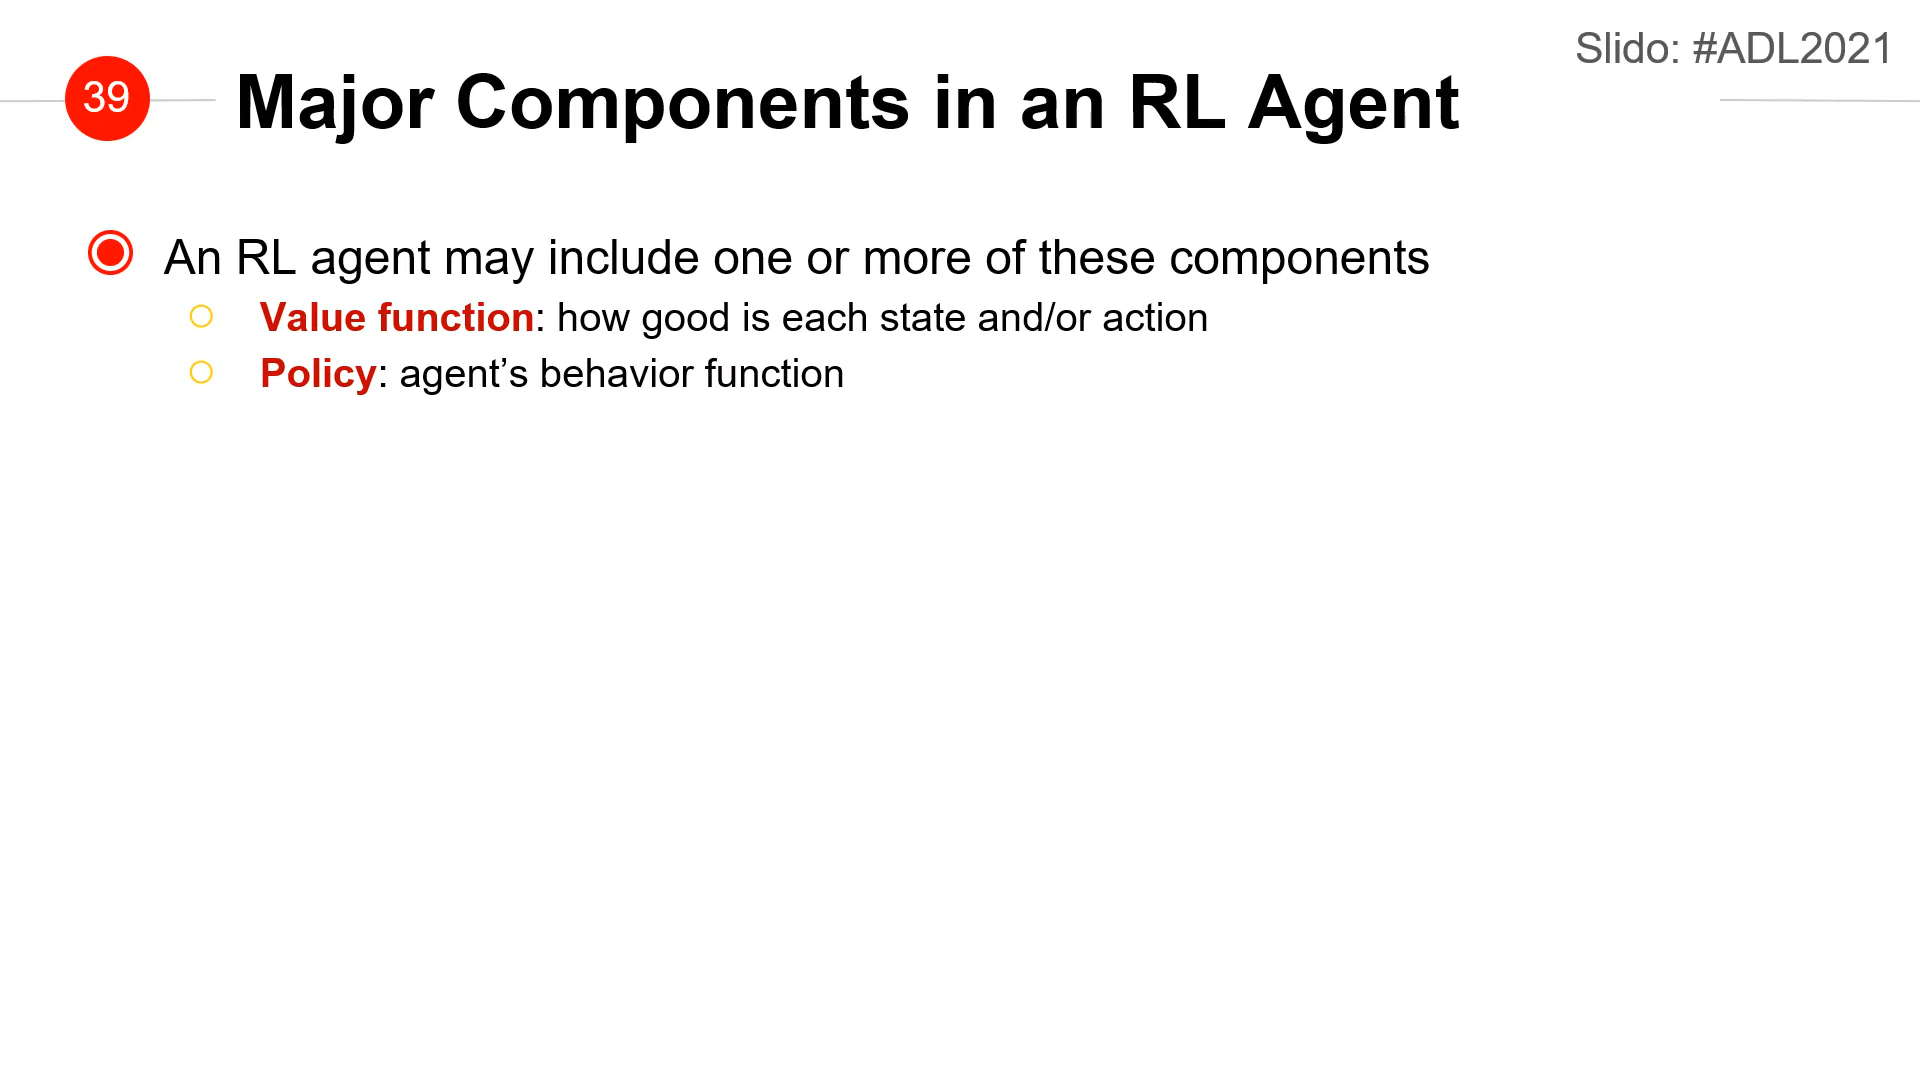 Slido: #ADL2021
39
Major Components in an RL Agent
An RL agent may include one or more of these components
Value function: how good is each state and/or action
Policy: agent’s behavior function